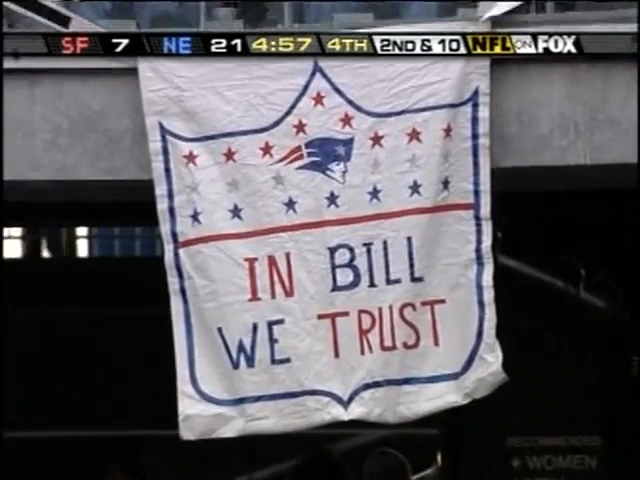 SF 7 NE 21 4:57 4TH 2ND & 10 NFL ON FOX
IN BILL
WE TRUST
RECOMMENDED
+ WOMEN